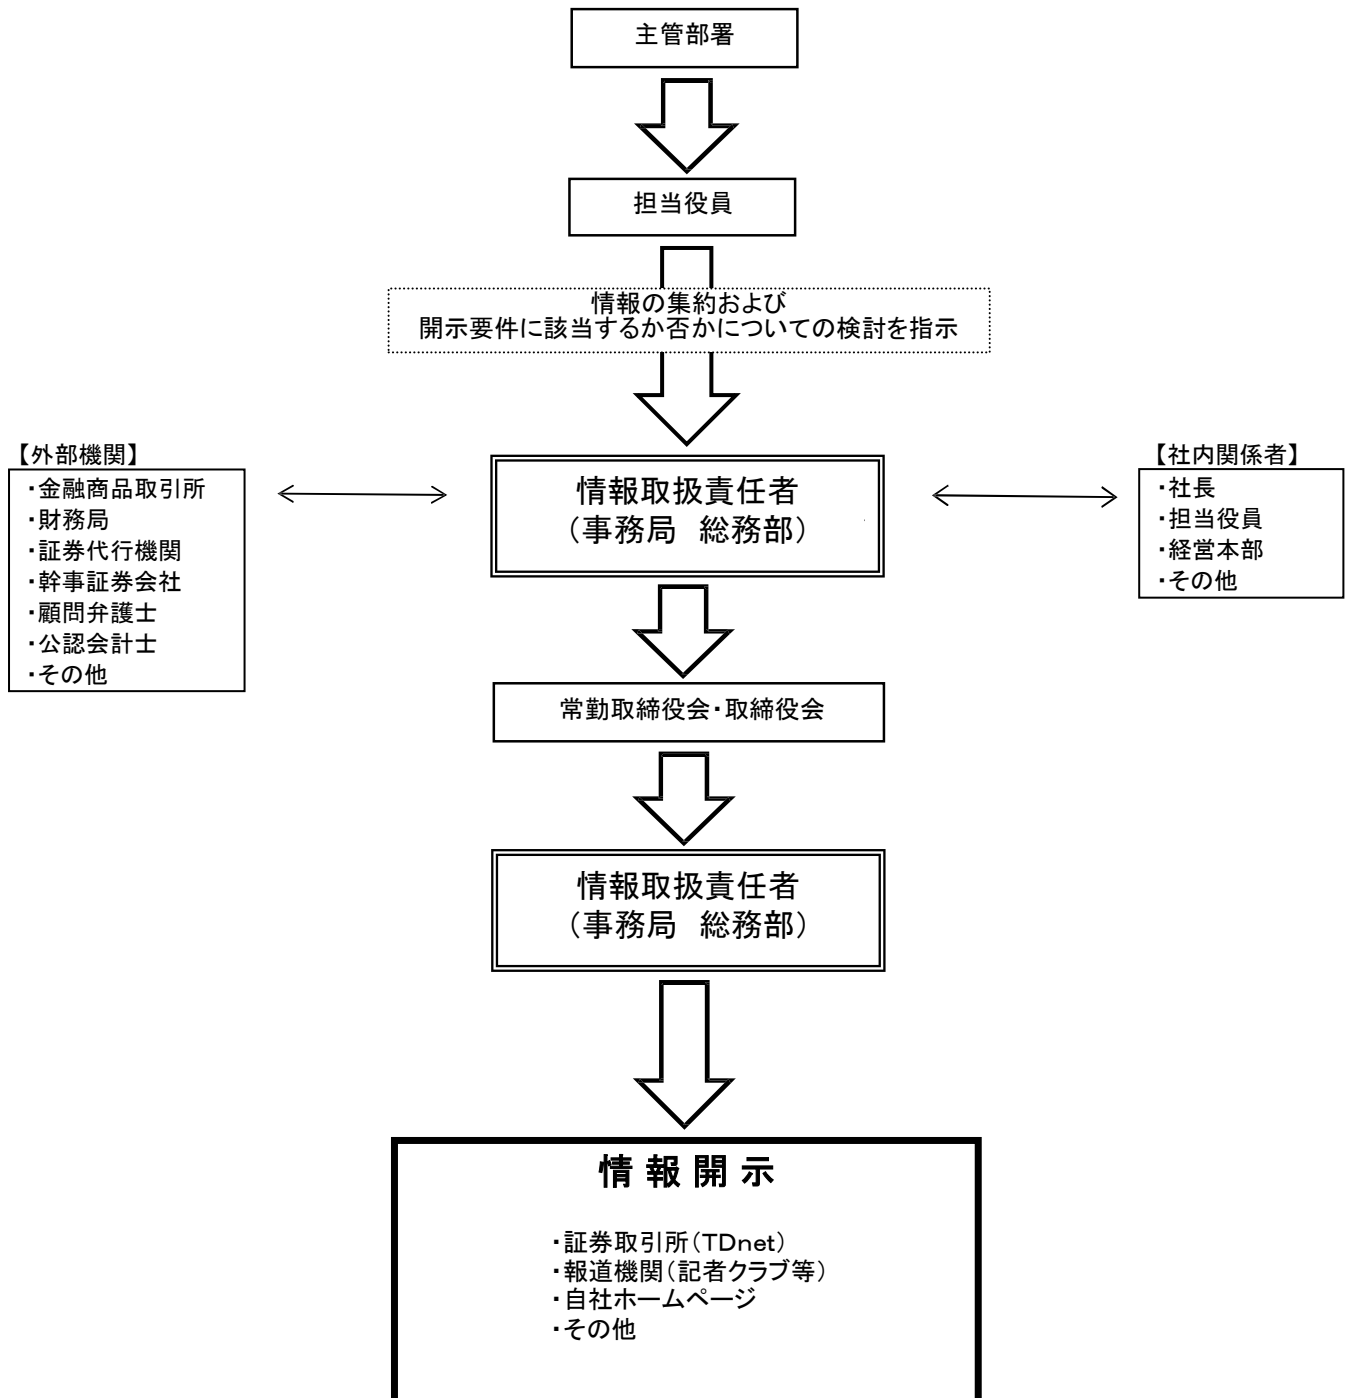 主管部署
担当役員
情報の集約および
開示要件に該当するか否かについての検討を指示
【外部機関】
・金融商品取引所
・財務局
・証券代行機関
・幹事証券会社
・顧問弁護士
・公認会計士
・その他
情報取扱責任者
（事務局　総務部）
【社内関係者】
・社長
・担当役員
・経営本部
・その他
常勤取締役会・取締役会
情報取扱責任者
（事務局　総務部）
情報開示
・証券取引所（TDnet）
・報道機関（記者クラブ等）
・自社ホームページ
・その他